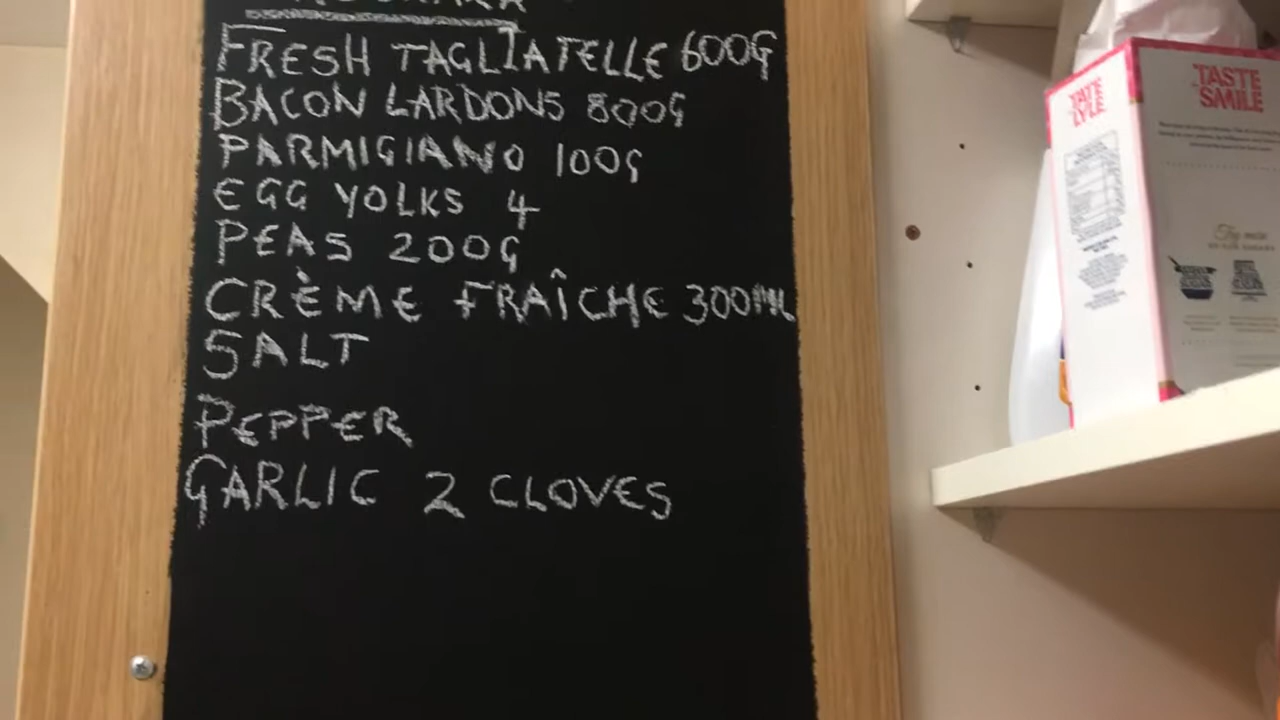 FRESH TAGLIATELLE 600G
BACON LARDONS 800G
PARMIGIANO 100G
EGG YOLKS 4
PEAS 200G
CRÈME FRAÎCHE 300ML
SALT
PEPPER
GARLIC 2 CLOVES
TATE
LYLE
TASTE
SMILE